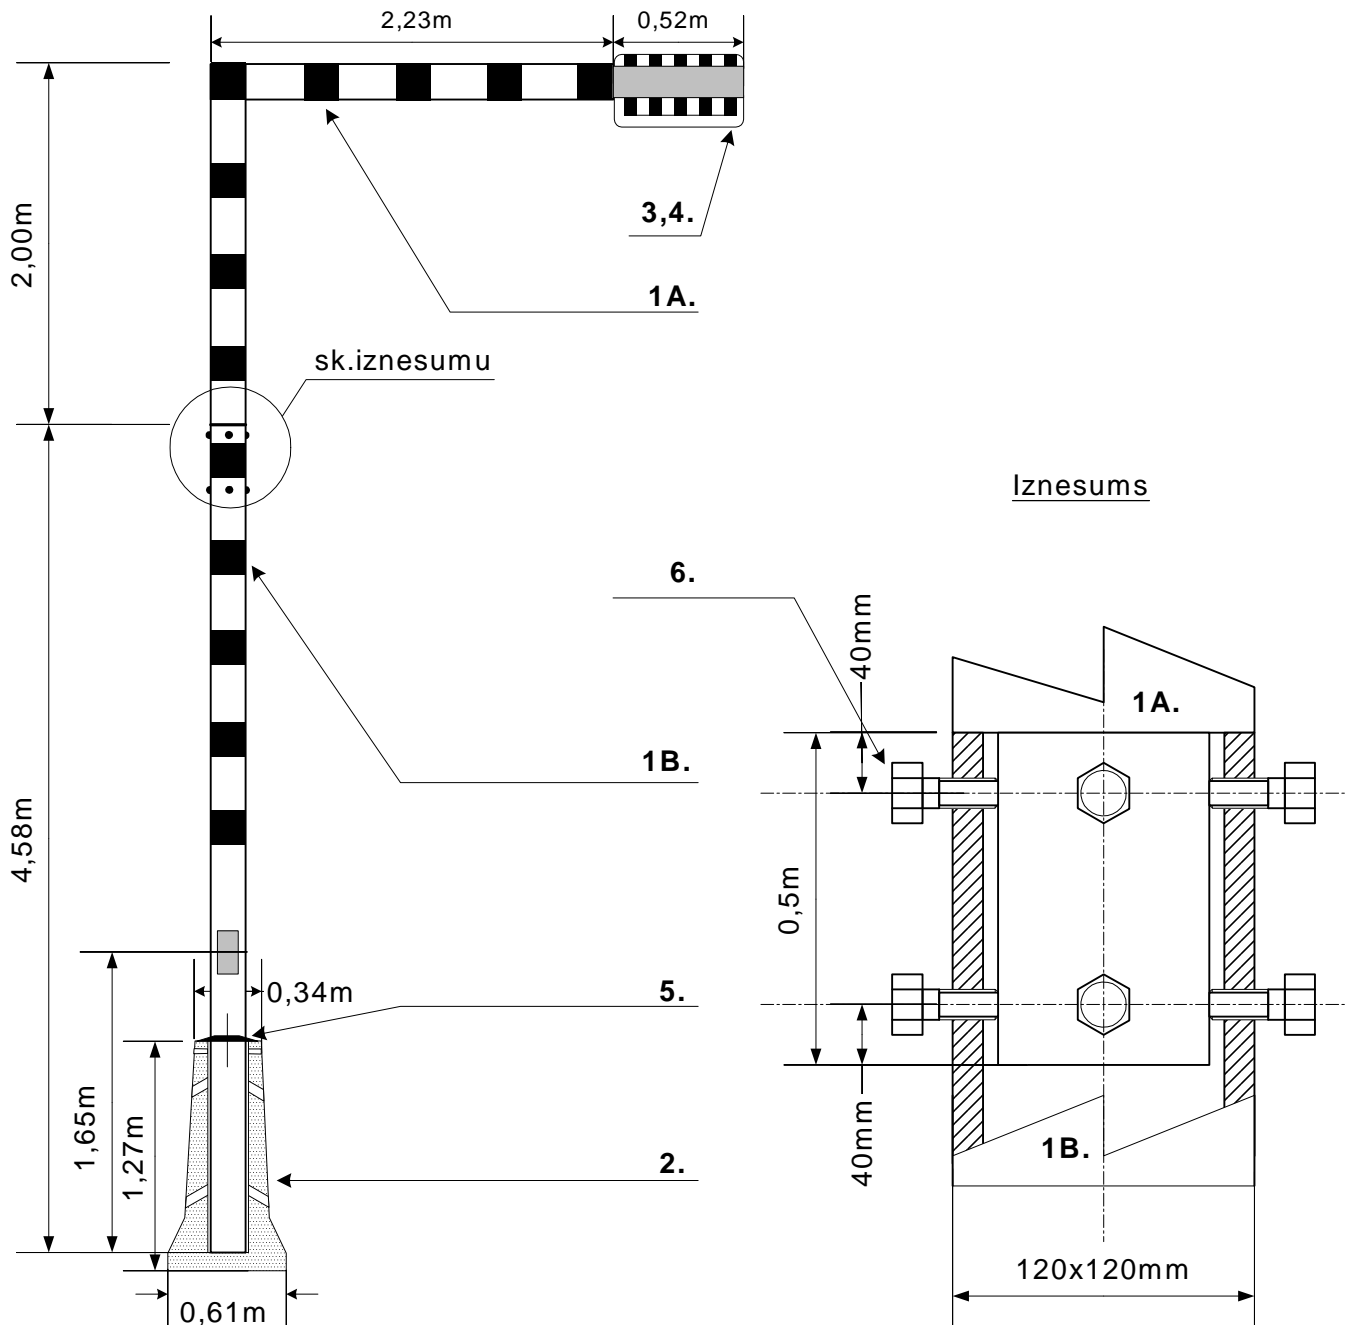 2,23m
0,52m
2,00m
3,4.
1A.
sk.iznesumu
Iznesums
6.
40mm
1A.
1B.
4,58m
0,5m
0,34m
5.
1,65m
1,27m
2.
40mm
1B.
120x120mm
0,61m